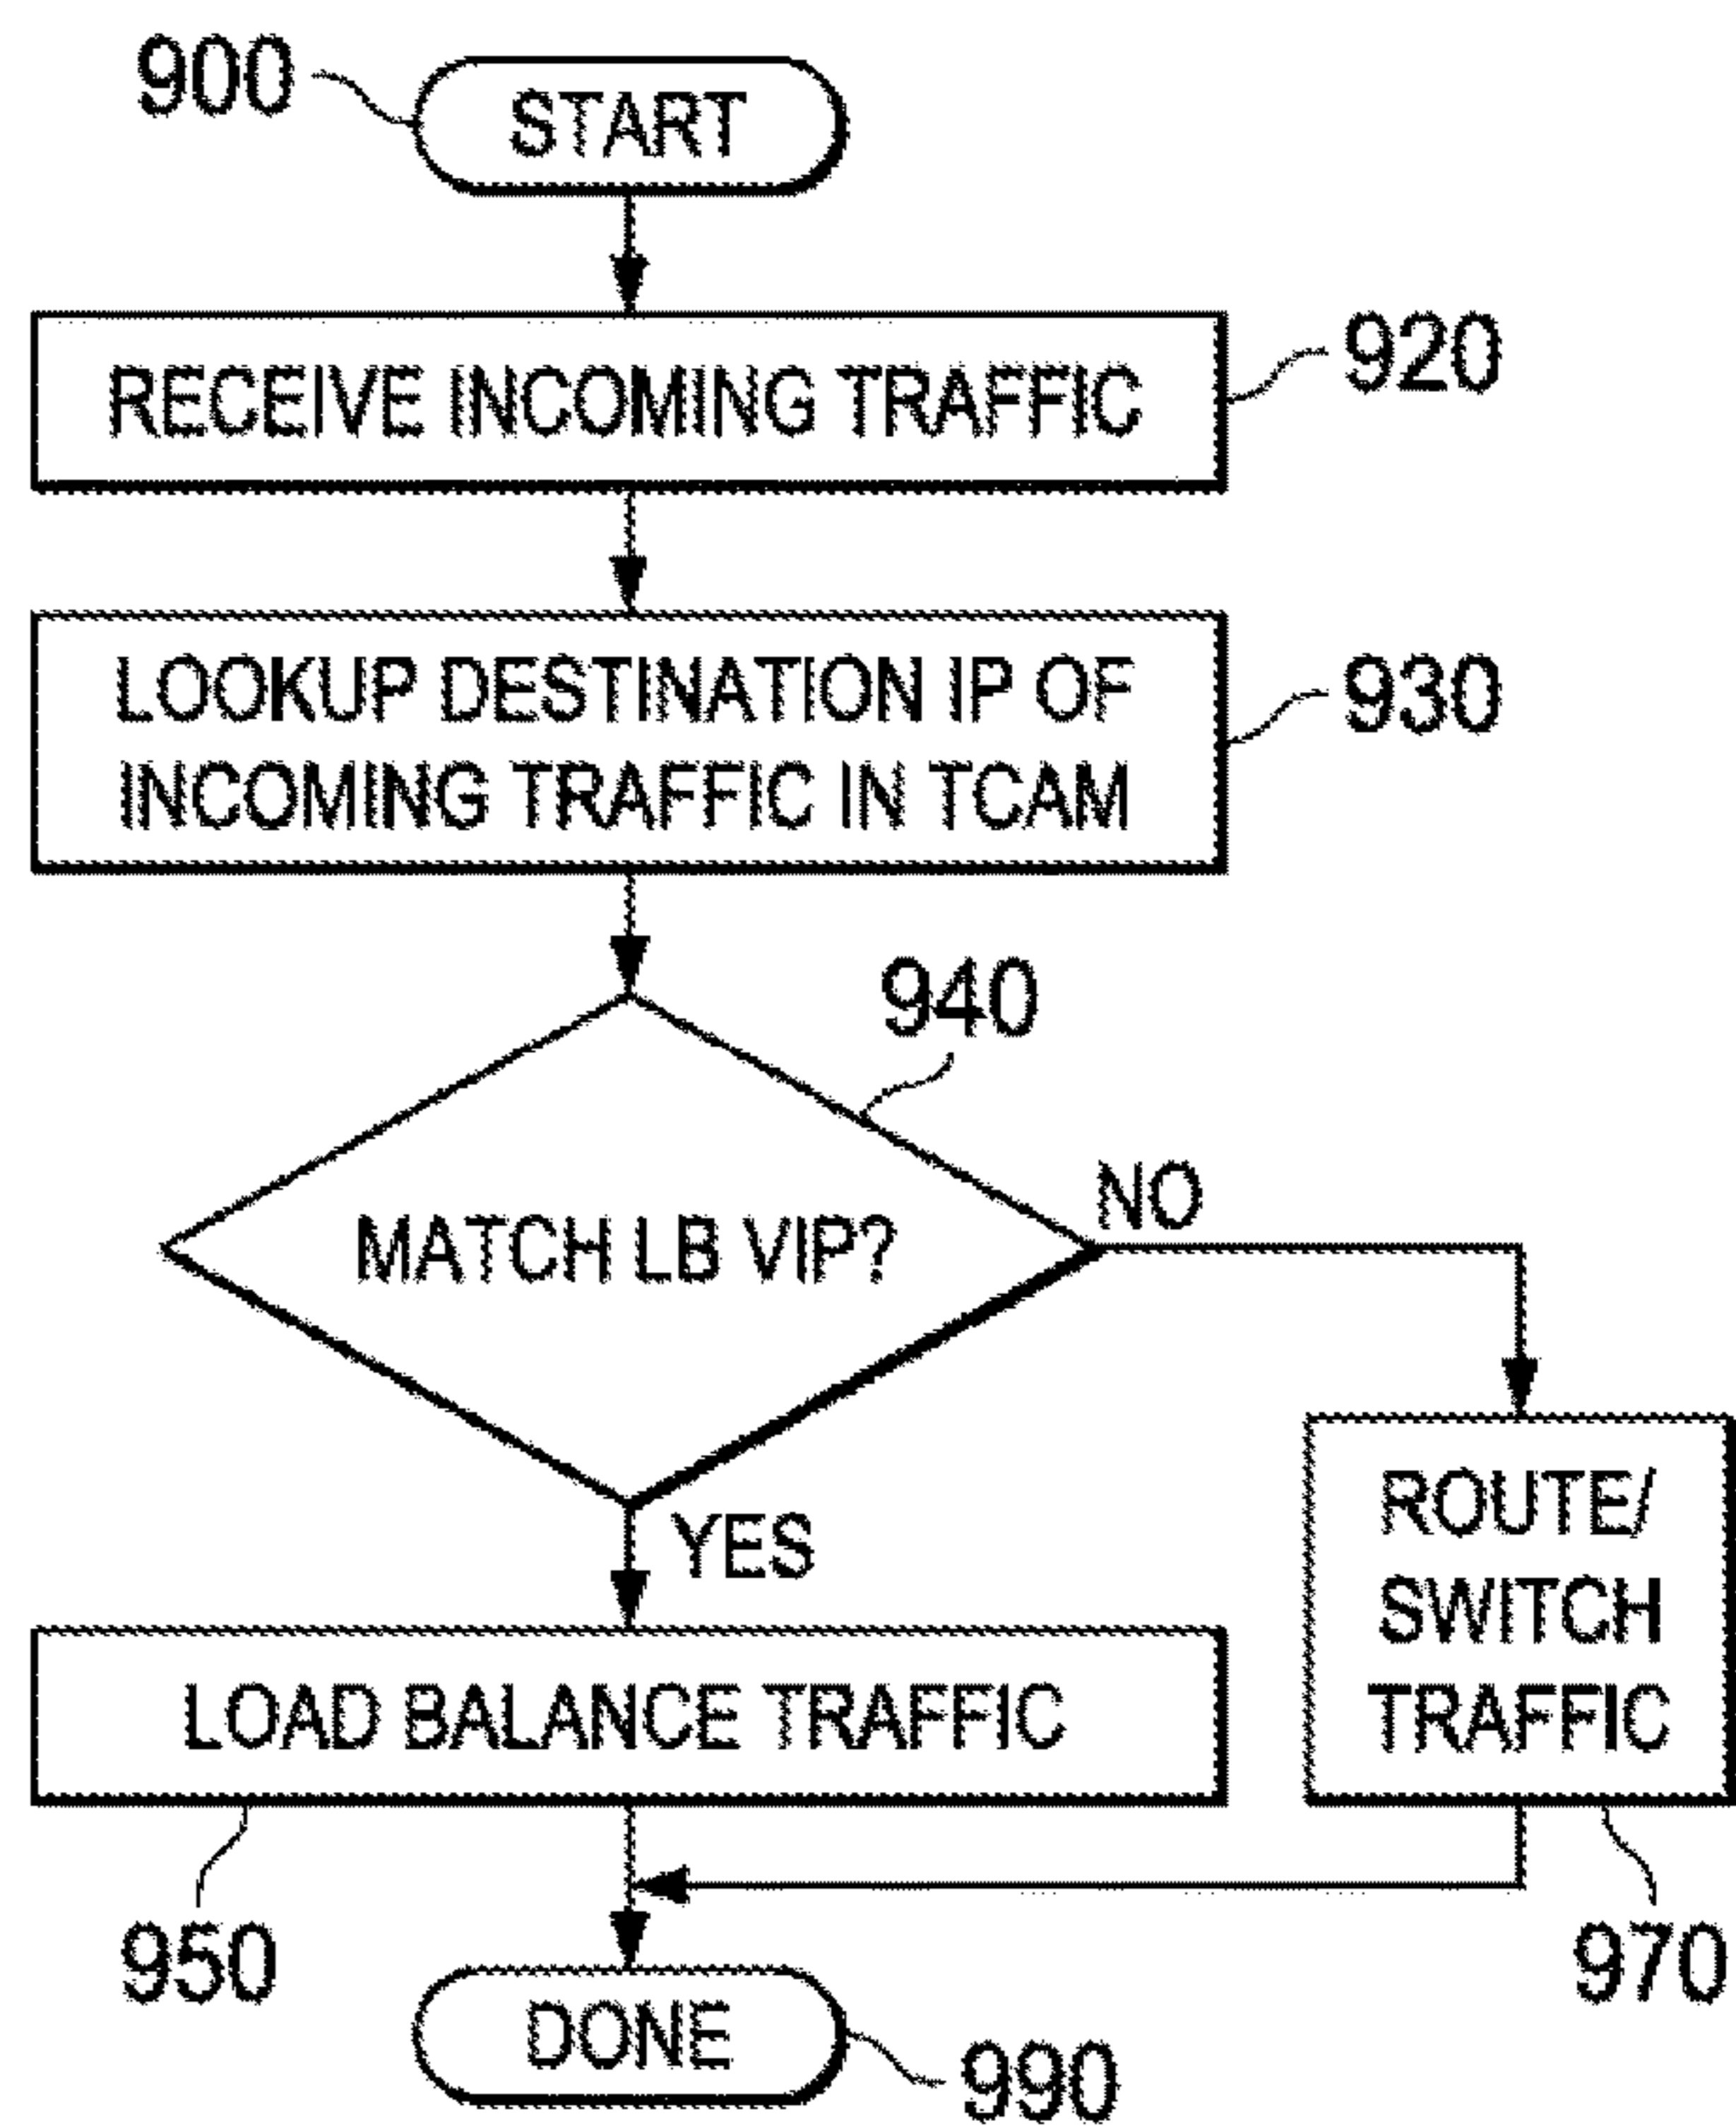 900
START
RECEIVE INCOMING TRAFFIC
920
LOOKUP DESTINATION IP OF
INCOMING TRAFFIC IN TCAM
930
940
MATCH LB VIP?
NO
YES
ROUTE/
SWITCH
TRAFFIC
LOAD BALANCE TRAFFIC
950
970
DONE
990